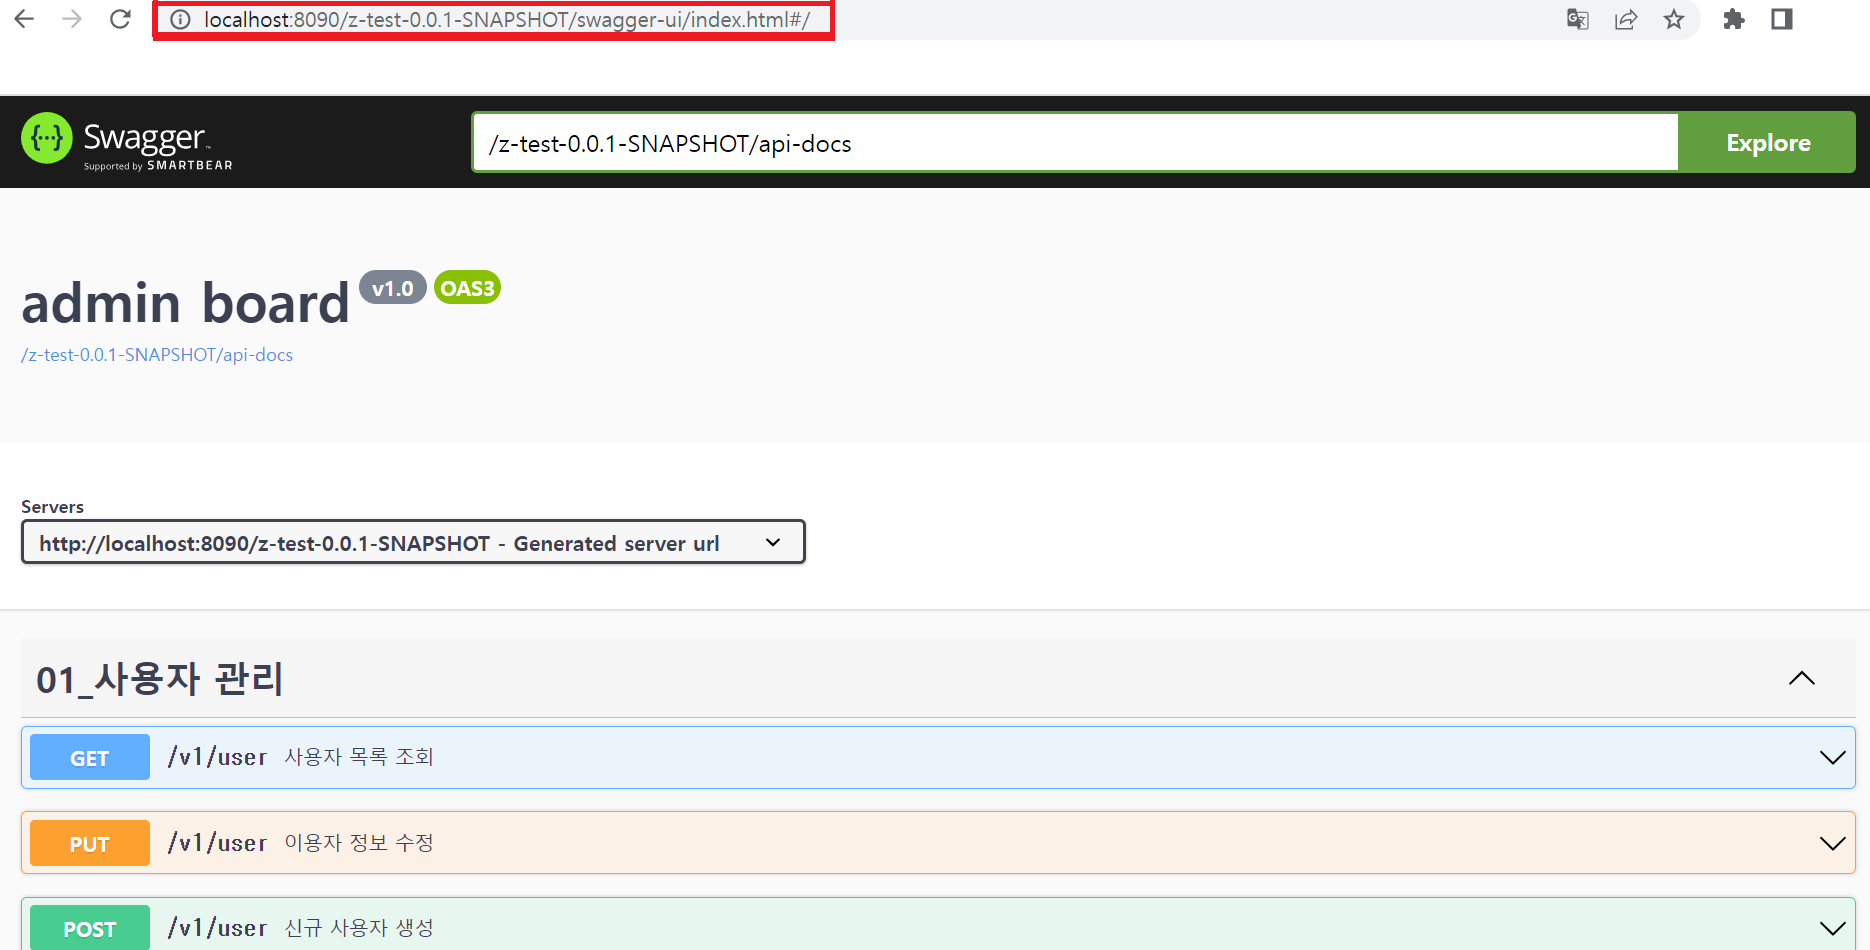 localhost:8090/z-test-0.0.1-SNAPSHOT/swagger-ui/index.html#/
Swagger™
Supported by SMARTBEAR
/z-test-0.0.1-SNAPSHOT/api-docs
Explore
admin board v1.0 OAS3
/z-test-0.0.1-SNAPSHOT/api-docs
Servers
http://localhost:8090/z-test-0.0.1-SNAPSHOT - Generated server url
01_사용자 관리
GET /v1/user 사용자 목록 조회
PUT /v1/user 이용자 정보 수정
POST /v1/user 신규 사용자 생성